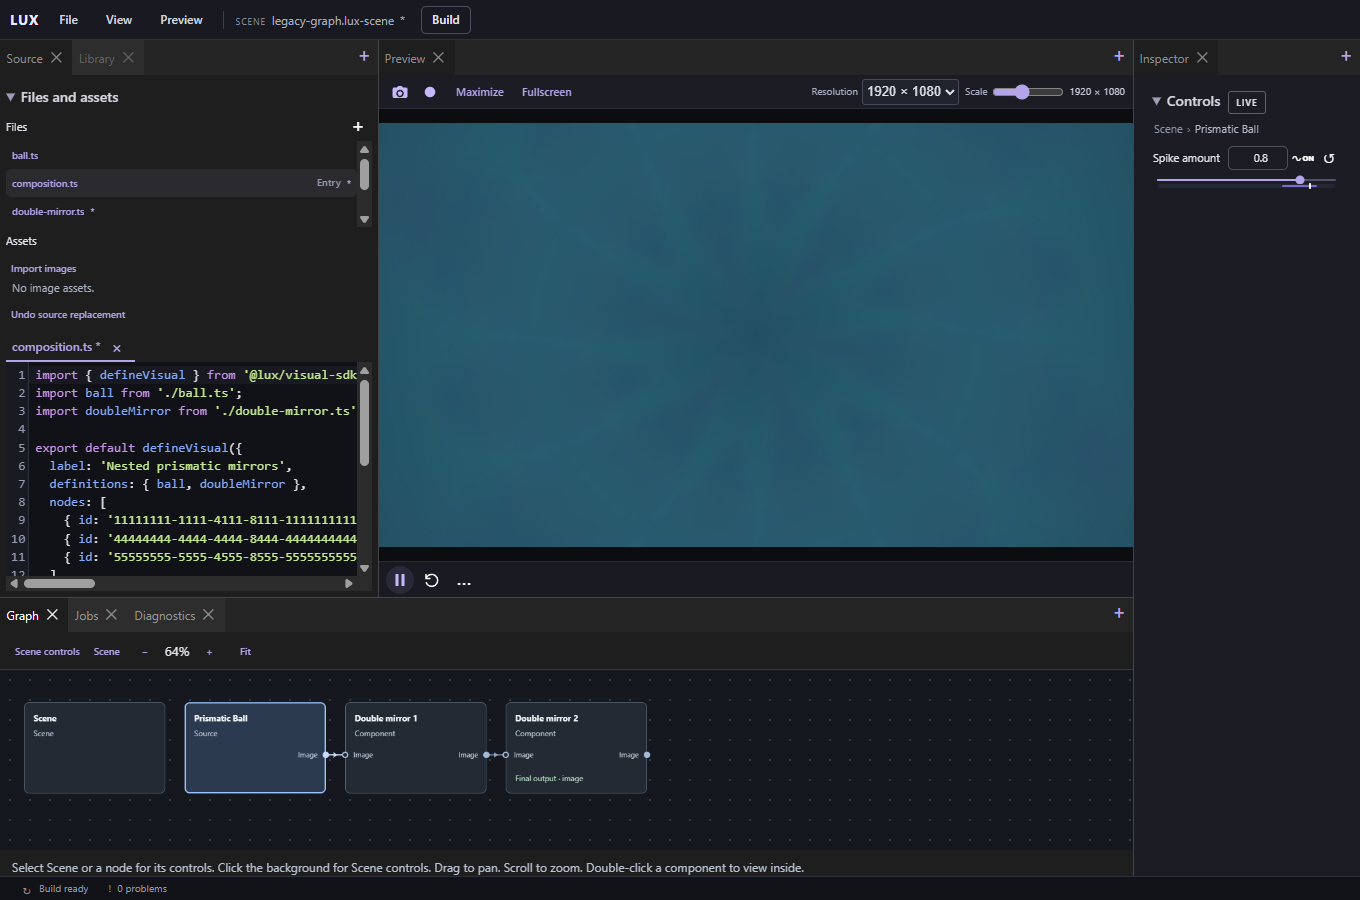 LUX File View Preview SCENE legacy-graph.lux-scene * Build
Source Library +
Files and assets
Files +
ball.ts
composition.ts Entry *
double-mirror.ts *
Assets
Import images
No image assets.
Undo source replacement
composition.ts * ×
1 import { defineVisual } from '@lux/visual-sdk
2 import ball from './ball.ts';
3 import doubleMirror from './double-mirror.ts'
4
5 export default defineVisual({
6 label: 'Nested prismatic mirrors',
7 definitions: { ball, doubleMirror },
8 nodes: [
9 { id: '11111111-1111-4111-8111-1111111111
10 { id: '44444444-4444-4444-8444-4444444444
11 { id: '55555555-5555-4555-8555-5555555555
12 ]
Preview +
Maximize Fullscreen Resolution 1920 × 1080 Scale 1920 × 1080
...
Inspector +
Controls LIVE
Scene › Prismatic Ball
Spike amount 0.8 ON
Graph Jobs Diagnostics +
Scene controls Scene − 64% + Fit
Scene
Scene
Prismatic Ball
Source
Image
Double mirror 1
Component
Image Image
Double mirror 2
Component
Image Image
Final output · image
Select Scene or a node for its controls. Click the background for Scene controls. Drag to pan. Scroll to zoom. Double-click a component to view inside.
Build ready ! 0 problems